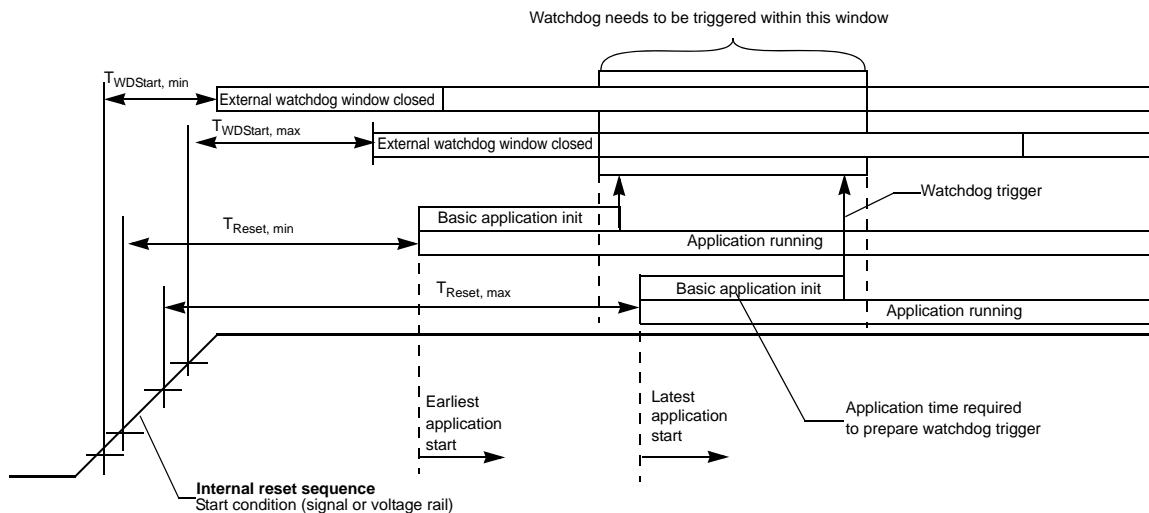 Watchdog needs to be triggered within this window
TWDStart, min
External watchdog window closed
TWDStart, max
External watchdog window closed
Watchdog trigger
Basic application init
TReset, min
Application running
Basic application init
TReset, max
Application running
Earliest
application
start
Latest
application
start
Application time required
to prepare watchdog trigger
Internal reset sequence
Start condition (signal or voltage rail)